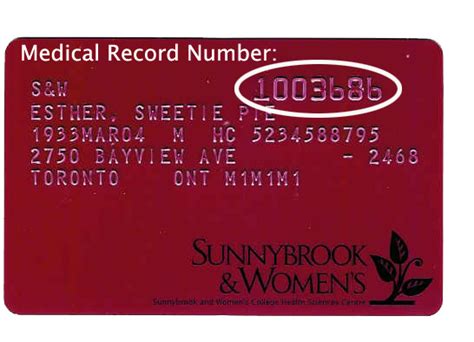 Medical Record Number:
S&W 1003686
ESTHER, SWEETIE PIE
1933MAR04 M HC 5234588795
2750 BAYVIEW AVE - 2468
TORONTO ONT M1M1M1
SUNNYBROOK
& WOMEN'S
Sunnybrook and Women's College Health Sciences Centre